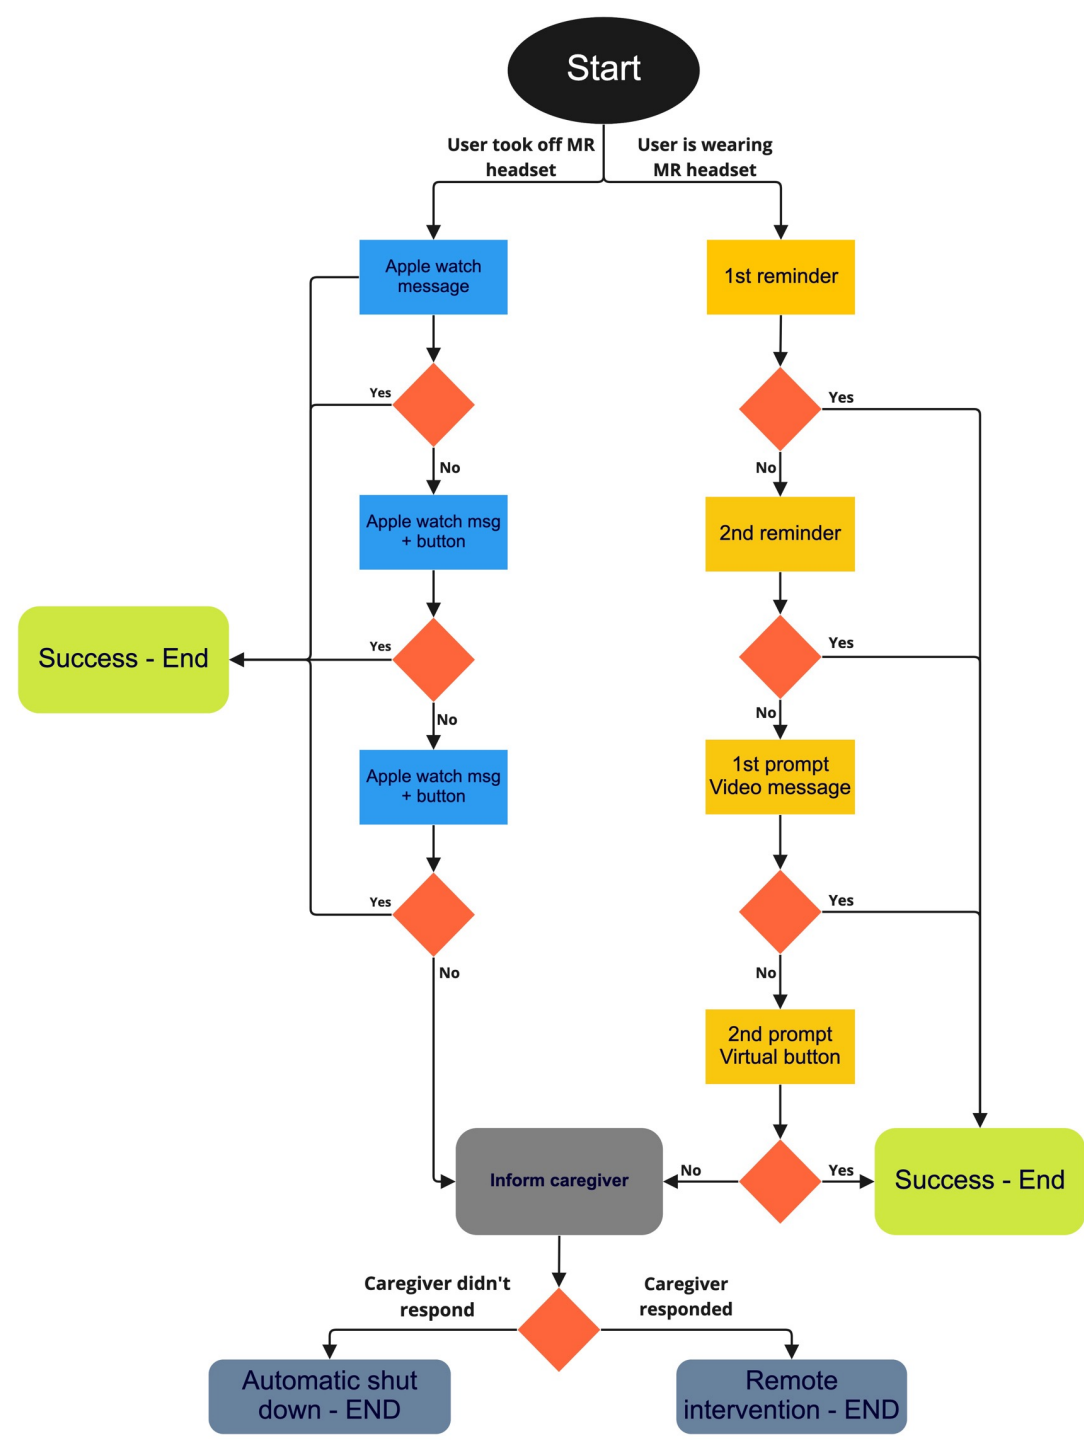 Start
User took off MR
headset
User is wearing
MR headset
Apple watch
message
1st reminder
Yes
Yes
No
No
Apple watch msg
+ button
2nd reminder
Success - End
Yes
Yes
No
No
Apple watch msg
+ button
1st prompt
Video message
Yes
Yes
No
No
2nd prompt
Virtual button
Inform caregiver
No
Yes
Success - End
Caregiver didn't
respond
Caregiver
responded
Automatic shut
down - END
Remote
intervention - END